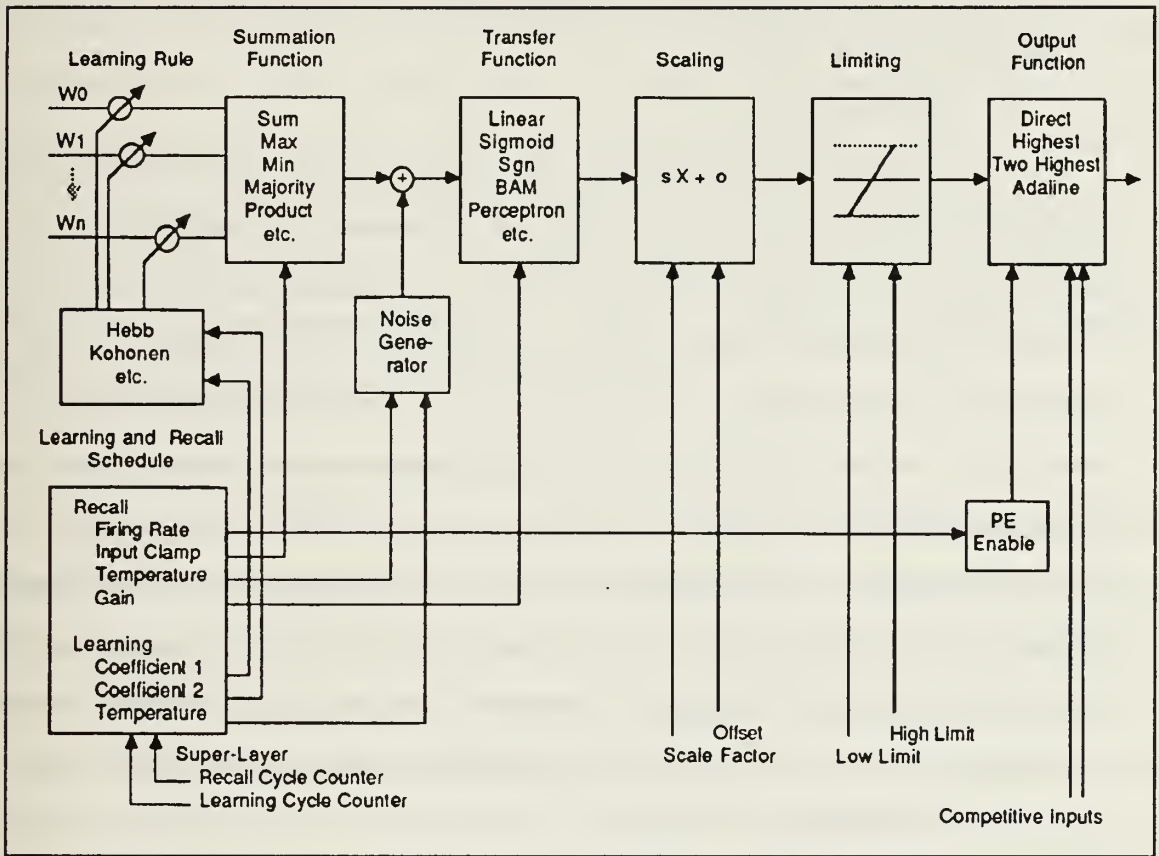 Learning Rule
Summation
Function
Transfer
Function
Scaling
Limiting
Output
Function
W0
W1
Wn
Sum
Max
Min
Majority
Product
etc.
+
Linear
Sigmoid
Sgn
BAM
Perceptron
etc.
s X + o
Direct
Highest
Two Highest
Adaline
Hebb
Kohonen
etc.
Noise
Gene-
rator
Learning and Recall
Schedule
Recall
Firing Rate
Input Clamp
Temperature
Gain
Learning
Coefficient 1
Coefficient 2
Temperature
PE
Enable
Super-Layer
Recall Cycle Counter
Learning Cycle Counter
Offset
Scale Factor
High Limit
Low Limit
Competitive Inputs